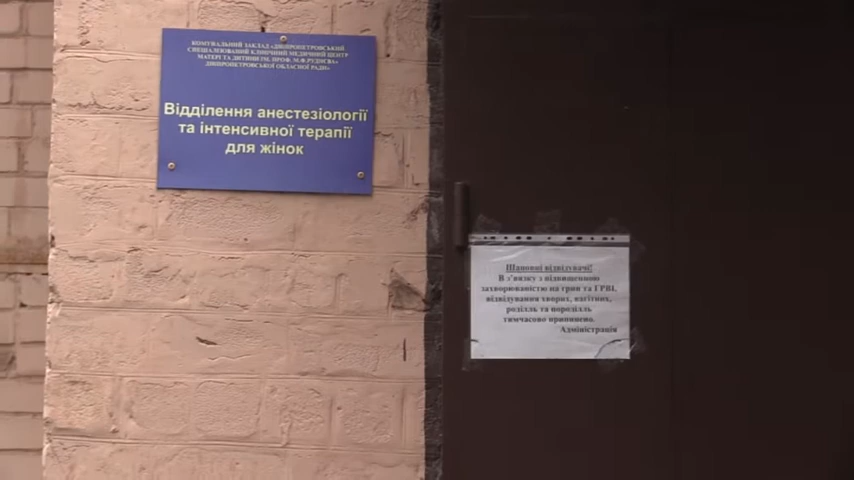 КОМУНАЛЬНИЙ ЗАКЛАД «ДНІПРОПЕТРОВСЬКИЙ
СПЕЦІАЛІЗОВАНИЙ КЛІНІЧНИЙ МЕДИЧНИЙ ЦЕНТР
МАТЕРІ ТА ДИТИНИ ІМ. ПРОФ. М.Ф.РУДНЄВА»
ДНІПРОПЕТРОВСЬКОЇ ОБЛАСНОЇ РАДИ»
Відділення анестезіології
та інтенсивної терапії
для жінок
Шановні відвідувачі!
В зв'язку з підвищеною
захворюваністю на грип та ГРВІ,
відвідування хворих, вагітних,
роділль та породілль
тимчасово припинено.
Адміністрація